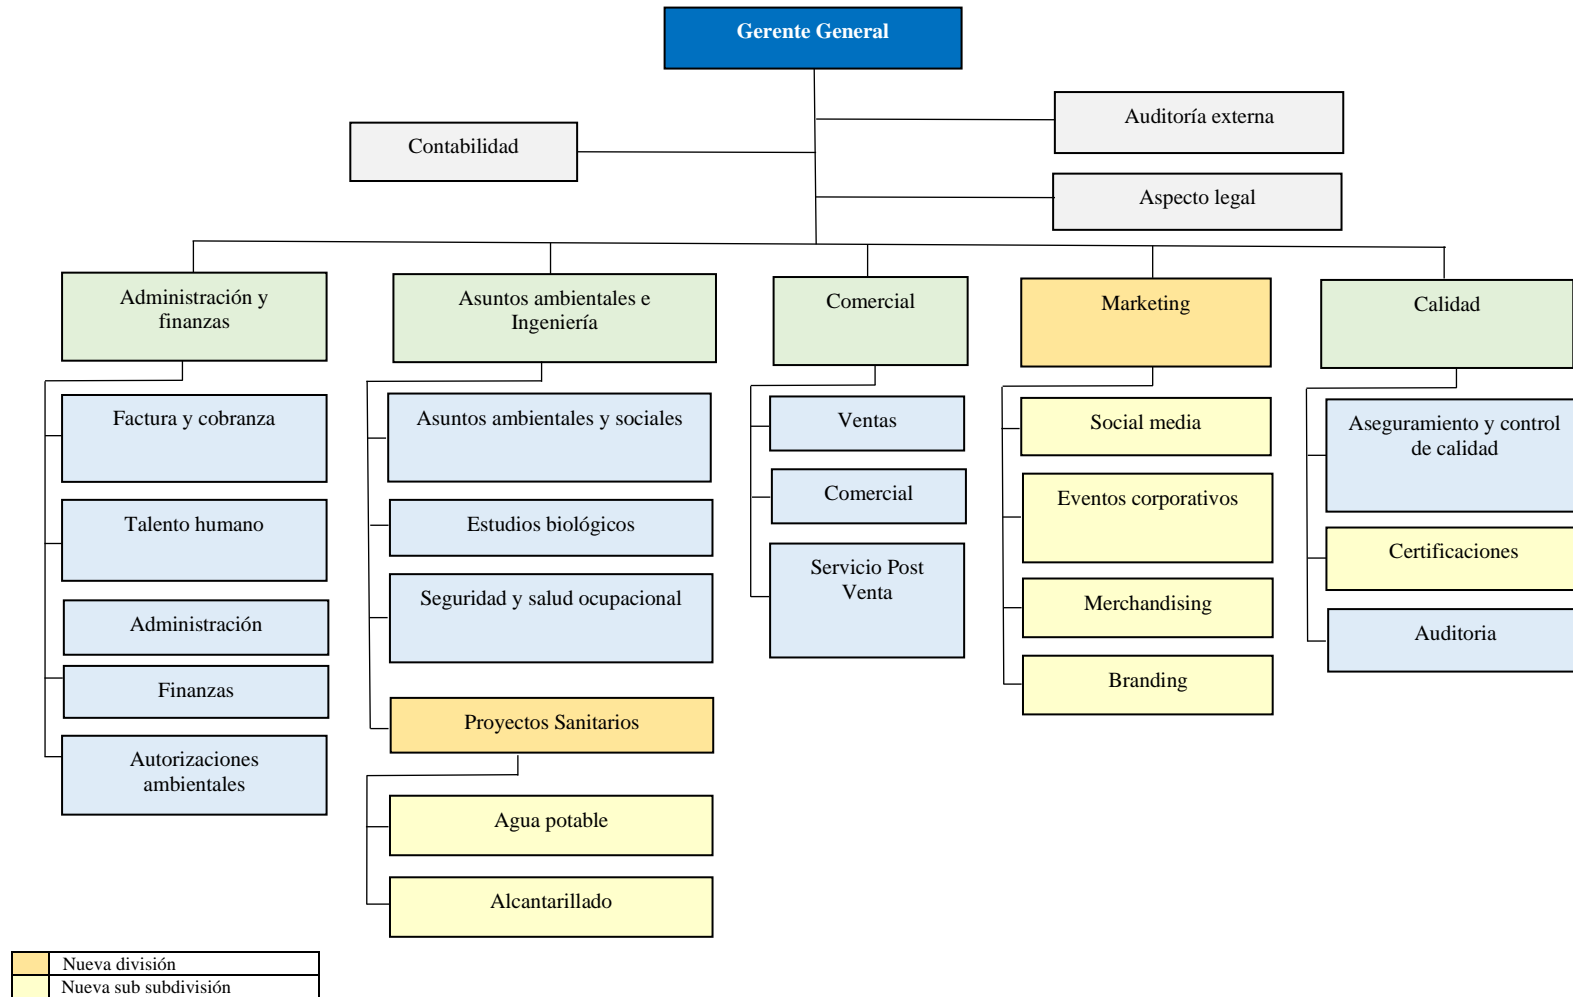 Gerente General
Auditoría externa
Contabilidad
Aspecto legal
Administración y
finanzas
Asuntos ambientales e
Ingeniería
Comercial
Marketing
Calidad
Factura y cobranza
Talento humano
Administración
Finanzas
Autorizaciones
ambientales
Asuntos ambientales y sociales
Estudios biológicos
Seguridad y salud ocupacional
Proyectos Sanitarios
Agua potable
Alcantarillado
Ventas
Comercial
Servicio Post
Venta
Social media
Eventos corporativos
Merchandising
Branding
Aseguramiento y control
de calidad
Certificaciones
Auditoria
Nueva división
Nueva sub subdivisión